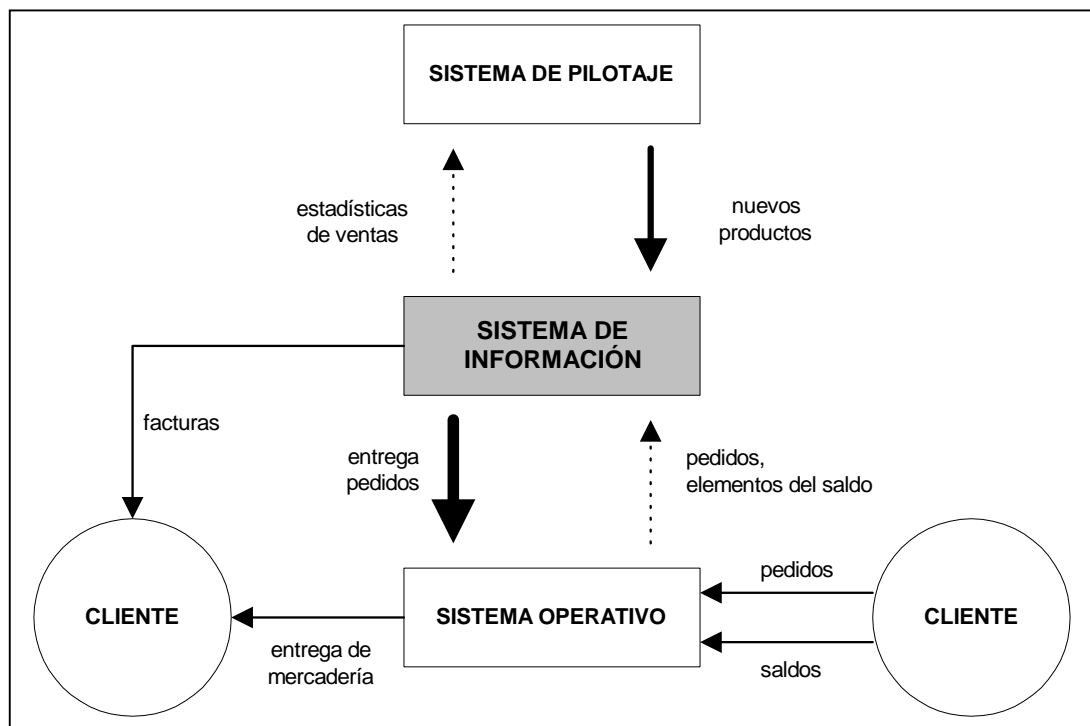 SISTEMA DE PILOTAJE
estadísticas
de ventas
nuevos
productos
SISTEMA DE
INFORMACIÓN
facturas
entrega
pedidos
pedidos,
elementos del saldo
CLIENTE
entrega de
mercadería
SISTEMA OPERATIVO
pedidos
saldos
CLIENTE